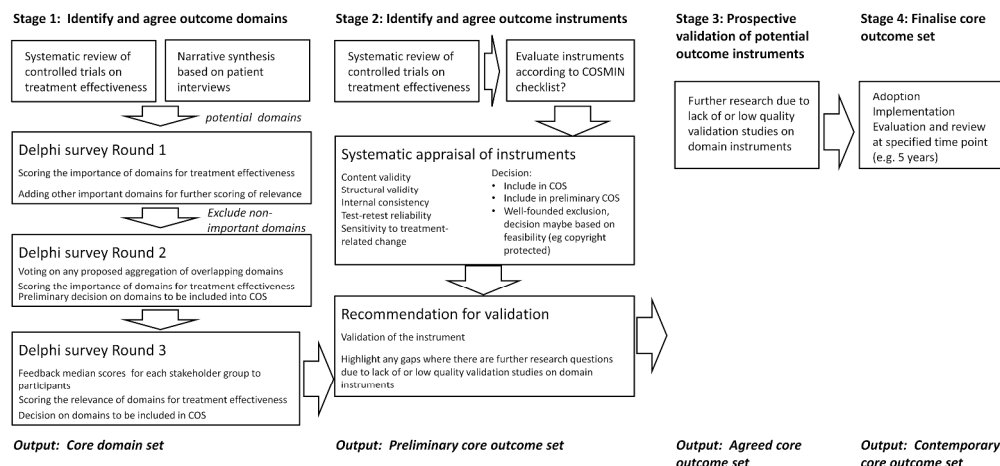 Stage 1:  Identify and agree outcome domains
Systematic review of
controlled trials on
treatment effectiveness
Narrative synthesis
based on patient
interviews
potential domains
Delphi survey Round 1
Scoring the importance of domains for treatment effectiveness
Adding other important domains for further scoring of relevance
Exclude non-
important domains
Delphi survey Round 2
Voting on any proposed aggregation of overlapping domains
Scoring the importance of domains for treatment effectiveness
Preliminary decision on domains to be included into COS
Delphi survey Round 3
Feedback median scores for each stakeholder group to
participants
Scoring the relevance of domains for treatment effectiveness
Decision on domains to be included in COS
Output:  Core domain set
Stage 2:  Identify and agree outcome instruments
Systematic review of
controlled trials on
treatment effectiveness
Evaluate instruments
according to COSMIN
checklist?
Systematic appraisal of instruments
Content validity
Structural validity
Internal consistency
Test-retest reliability
Sensitivity to treatment-
related change
Decision:
• Include in COS
• Include in preliminary COS
• Well-founded exclusion,
decision maybe based on
feasibility (eg copyright
protected)
Recommendation for validation
Validation of the instrument
Highlight any gaps where there are further research questions
due to lack of or low quality validation studies on domain
instruments
Output:  Preliminary core outcome set
Stage 3: Prospective
validation of potential
outcome instruments
Further research due to
lack of or low quality
validation studies on
domain instruments
Output:  Agreed core
outcome set
Stage 4: Finalise core
outcome set
Adoption
Implementation
Evaluation and review
at specified time point
(e.g. 5 years)
Output:  Contemporary
core outcome set